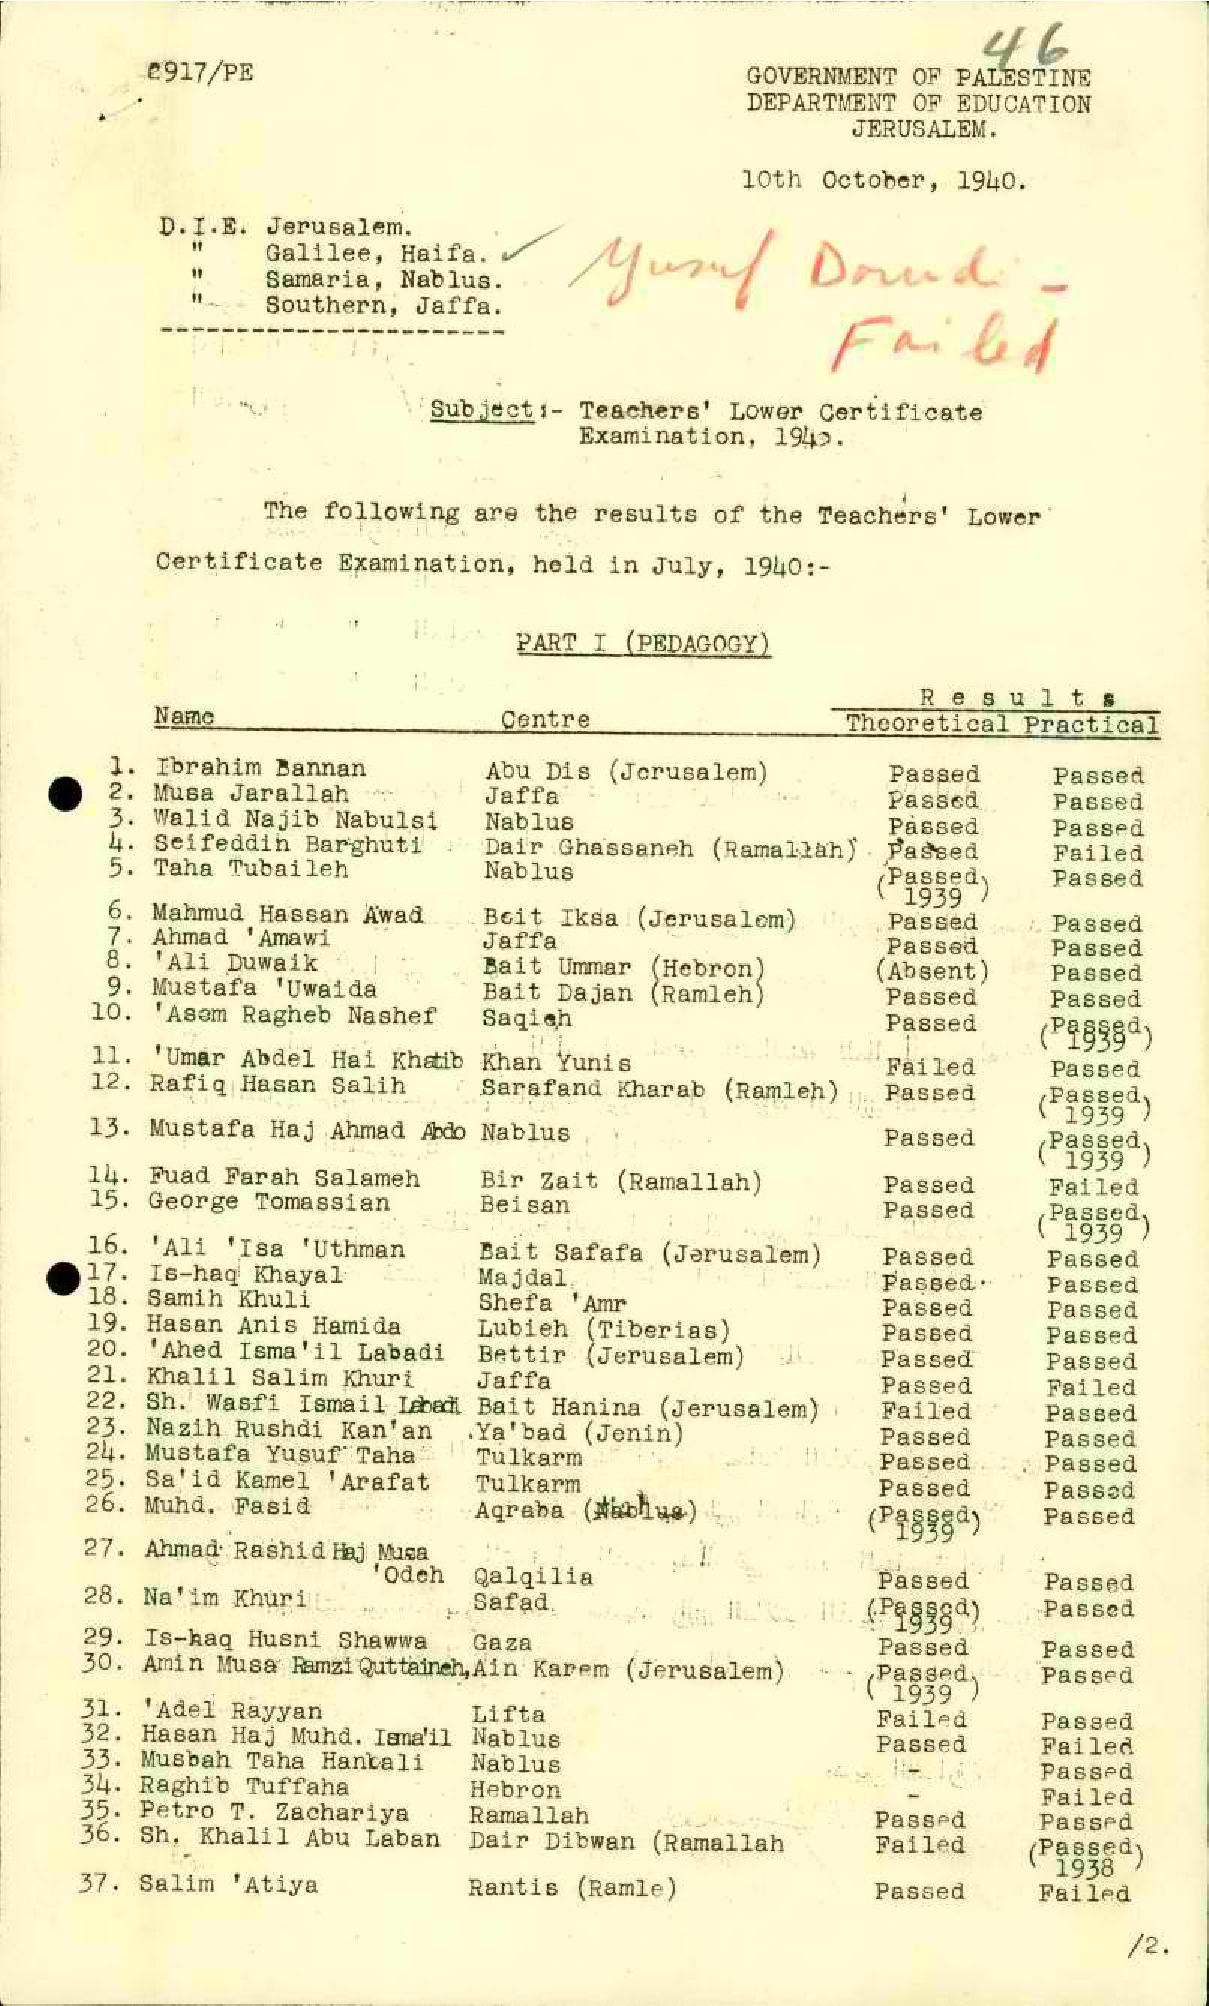 46
e917/PE
GOVERNMENT OF PALESTINE
DEPARTMENT OF EDUCATION
JERUSALEM.
10th October, 1940.
D.I.E. Jerusalem.
" Galilee, Haifa. ✓
" Samaria, Nablus.
" Southern, Jaffa.
Yusuf Doudi -
Failed
Subject:- Teachers' Lower Certificate
Examination, 1940.
The following are the results of the Teachers' Lower
Certificate Examination, held in July, 1940:-
PART I (PEDAGOGY)
Results
Name Centre Theoretical Practical
1. Ibrahim Bannan Abu Dis (Jerusalem) Passed Passed
2. Musa Jarallah Jaffa Passed Passed
3. Walid Najib Nabulsi Nablus Passed Passed
4. Seifeddin Barghuti Dair Ghassaneh (Ramallah) Passed Failed
5. Taha Tubaileh Nablus (Passed) Passed
( 1939 )
6. Mahmud Hassan Awad Beit Iksa (Jerusalem) Passed Passed
7. Ahmad 'Amawi Jaffa Passed Passed
8. 'Ali Duwaik Bait Ummar (Hebron) (Absent) Passed
9. Mustafa 'Uwaida Bait Dajan (Ramleh) Passed Passed
10. 'Asem Ragheb Nashef Saqieh Passed (Passed)
( 1939 )
11. 'Umar Abdel Hai Khatib Khan Yunis Failed Passed
12. Rafiq Hasan Salih Sarafand Kharab (Ramleh) Passed (Passed)
( 1939 )
13. Mustafa Haj Ahmad Abdo Nablus Passed (Passed)
( 1939 )
14. Fuad Farah Salameh Bir Zait (Ramallah) Passed Failed
15. George Tomassian Beisan Passed (Passed)
( 1939 )
16. 'Ali 'Isa 'Uthman Bait Safafa (Jerusalem) Passed Passed
17. Is-haq Khayal Majdal Passed Passed
18. Samih Khuli Shefa 'Amr Passed Passed
19. Hasan Anis Hamida Lubieh (Tiberias) Passed Passed
20. 'Ahed Isma'il Labadi Bettir (Jerusalem) Passed Passed
21. Khalil Salim Khuri Jaffa Passed Failed
22. Sh. Wasfi Ismail Labadi Bait Hanina (Jerusalem) Failed Passed
23. Nazih Rushdi Kan'an Ya'bad (Jenin) Passed Passed
24. Mustafa Yusuf Taha Tulkarm Passed Passed
25. Sa'id Kamel 'Arafat Tulkarm Passed Passed
26. Muhd. Fasid Aqraba (Nablus) (Passed) Passed
1939
27. Ahmad Rashid Haj Musa
'Odeh Qalqilia Passed Passed
28. Na'im Khuri Safad (Passed) Passed
1939
29. Is-haq Husni Shawwa Gaza Passed Passed
30. Amin Musa Ramzi Quttaineh, Ain Karem (Jerusalem) (Passed) Passed
( 1939 )
31. 'Adel Rayyan Lifta Failed Passed
32. Hasan Haj Muhd. Isma'il Nablus Passed Failed
33. Musbah Taha Hanbali Nablus - Passed
34. Raghib Tuffaha Hebron - Failed
35. Petro T. Zachariya Ramallah Passed Passed
36. Sh. Khalil Abu Laban Dair Dibwan (Ramallah Failed (Passed)
( 1938 )
37. Salim 'Atiya Rantis (Ramle) Passed Failed
/2.